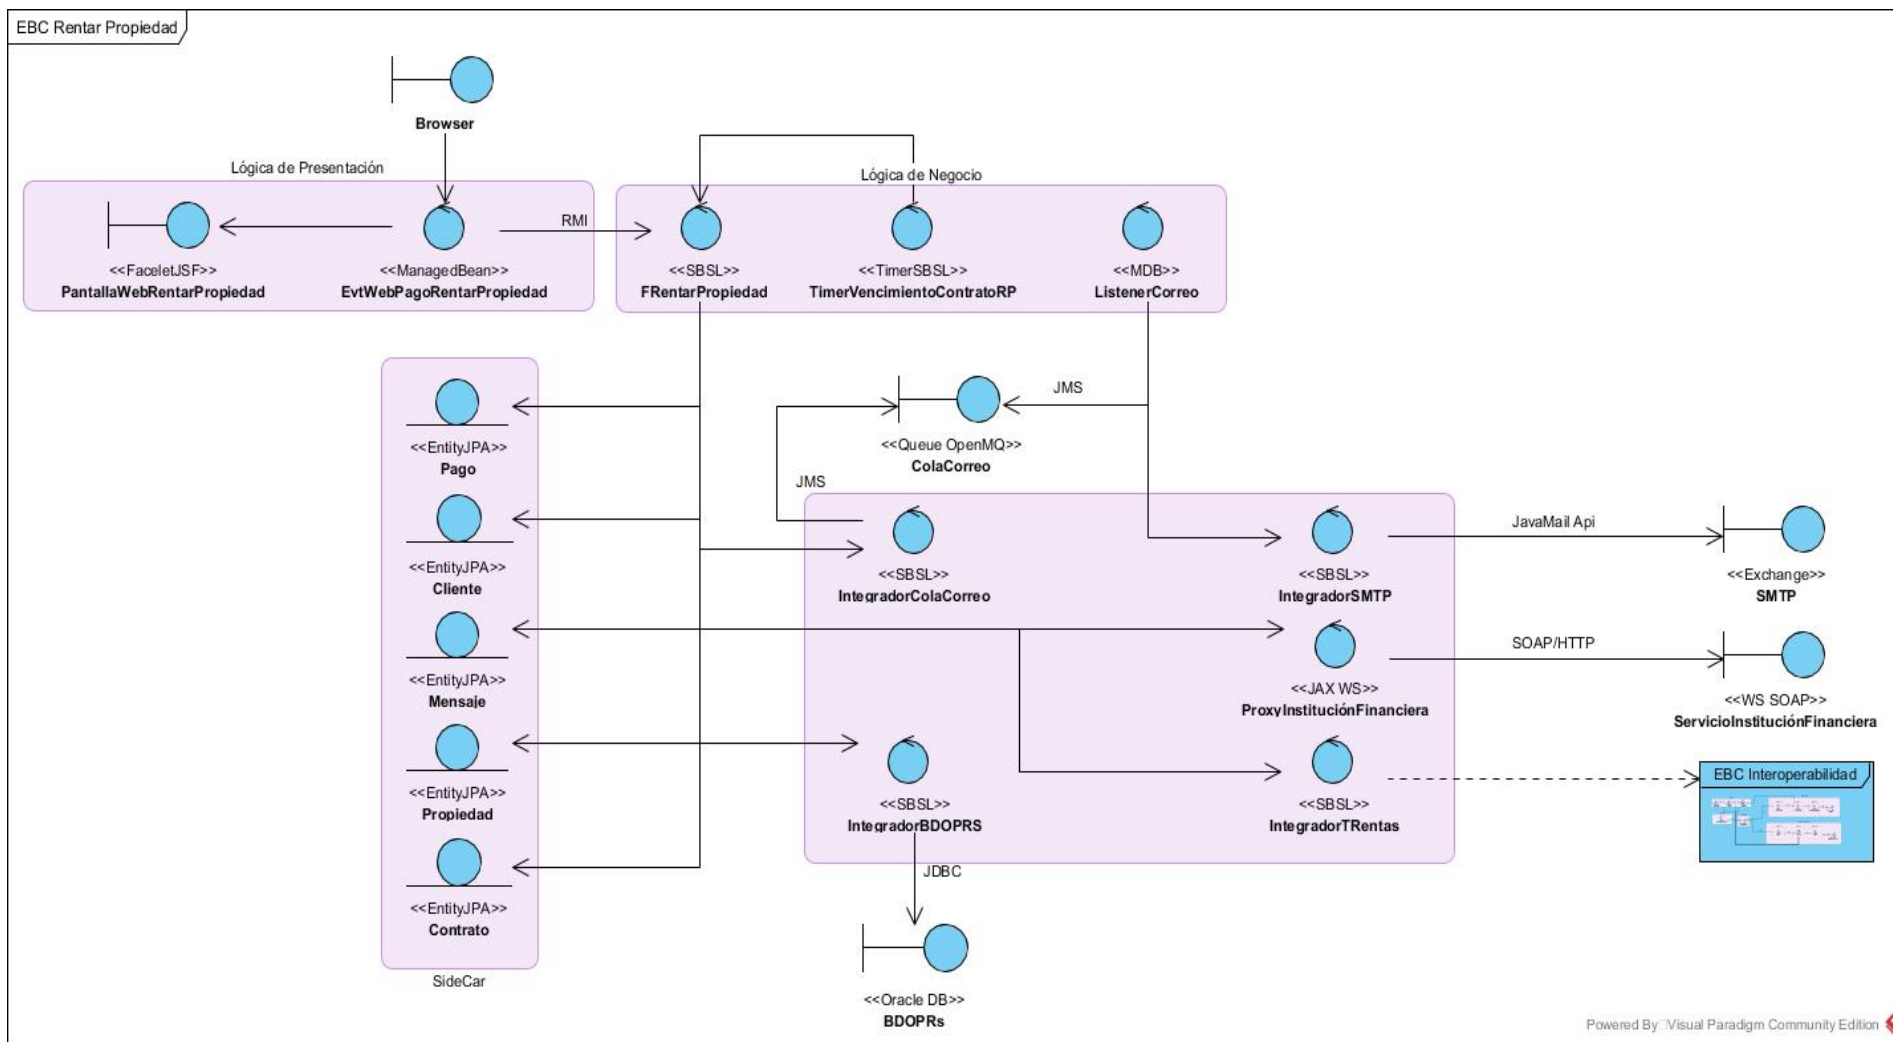 EBC Rentar Propiedad
Browser
Lógica de Presentación
Lógica de Negocio
RMI
<<FaceletJSF>>
PantallaWebRentarPropiedad
<<ManagedBean>>
EvtWebPagoRentarPropiedad
<<SBSL>>
FRentarPropiedad
<<TimerSBSL>>
TimerVencimientoContratoRP
<<MDB>>
ListenerCorreo
JMS
<<Queue OpenMQ>>
ColaCorreo
JMS
<<EntityJPA>>
Pago
<<EntityJPA>>
Cliente
<<EntityJPA>>
Mensaje
<<EntityJPA>>
Propiedad
<<EntityJPA>>
Contrato
SideCar
<<SBSL>>
IntegradorColaCorreo
<<SBSL>>
IntegradorSMTP
JavaMail Api
<<Exchange>>
SMTP
<<JAX WS>>
ProxyInstituciónFinanciera
SOAP/HTTP
<<WS SOAP>>
ServicioInstituciónFinanciera
<<SBSL>>
IntegradorBDOPRS
<<SBSL>>
IntegradorTRentas
EBC Interoperabilidad
JDBC
<<Oracle DB>>
BDOPRs
Powered By Visual Paradigm Community Edition